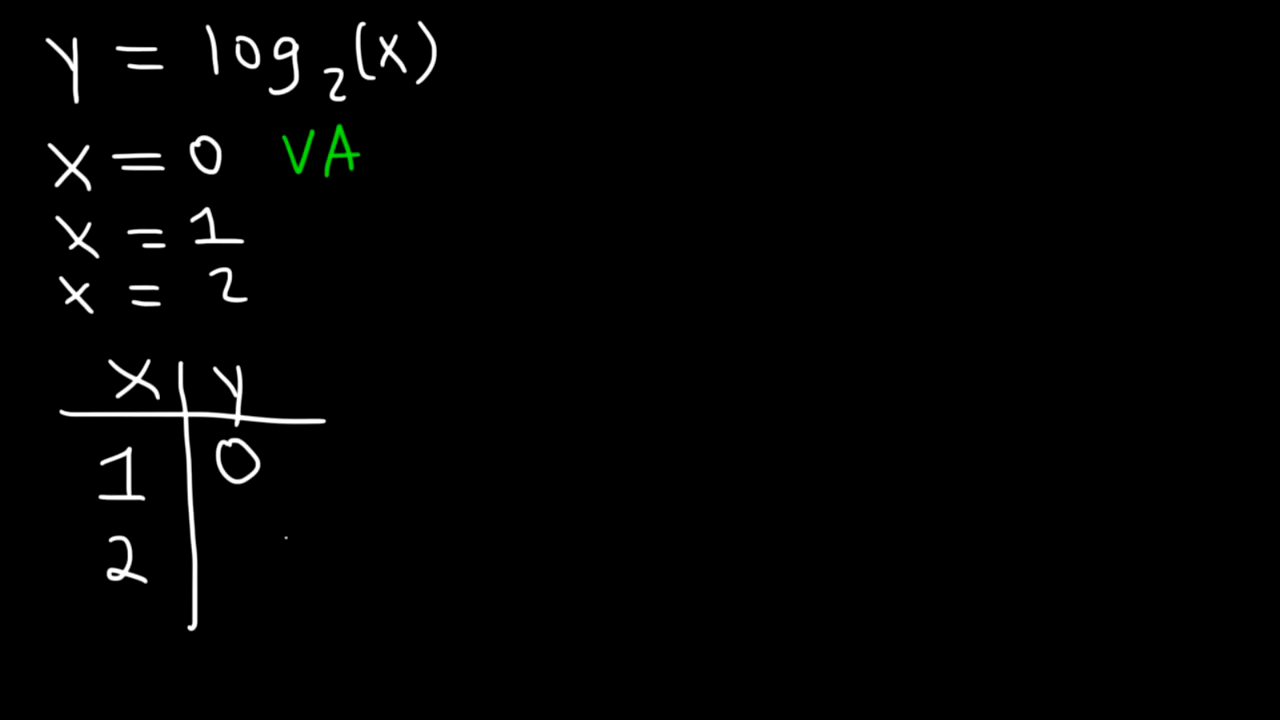 y = log₂(x)
x = 0 VA
x = 1
x = 2
x y
1 0
2